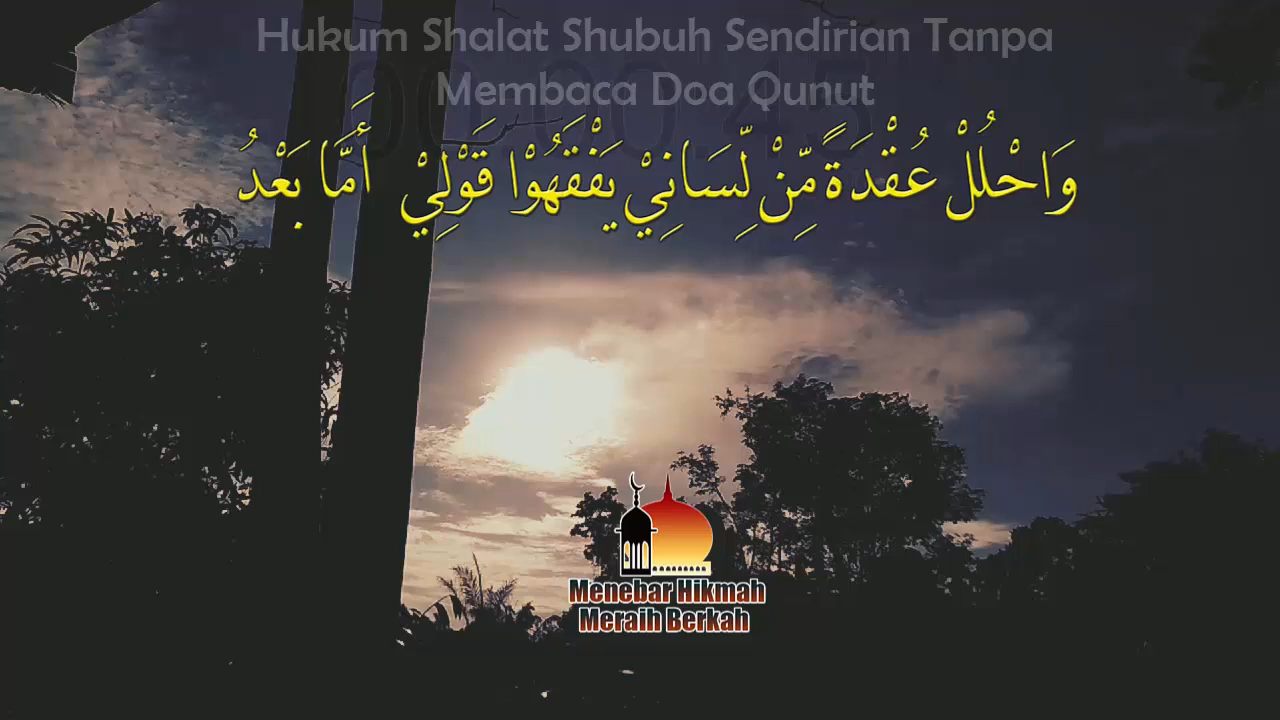 Hukum Shalat Shubuh Sendirian Tanpa
Membaca Doa Qunut
وَاحْلُلْ عُقْدَةً مِّنْ لِّسَانِيْ يَفْقَهُوْا قَوْلِيْ أَمَّا بَعْدُ
Menebar Hikmah
Meraih Berkah